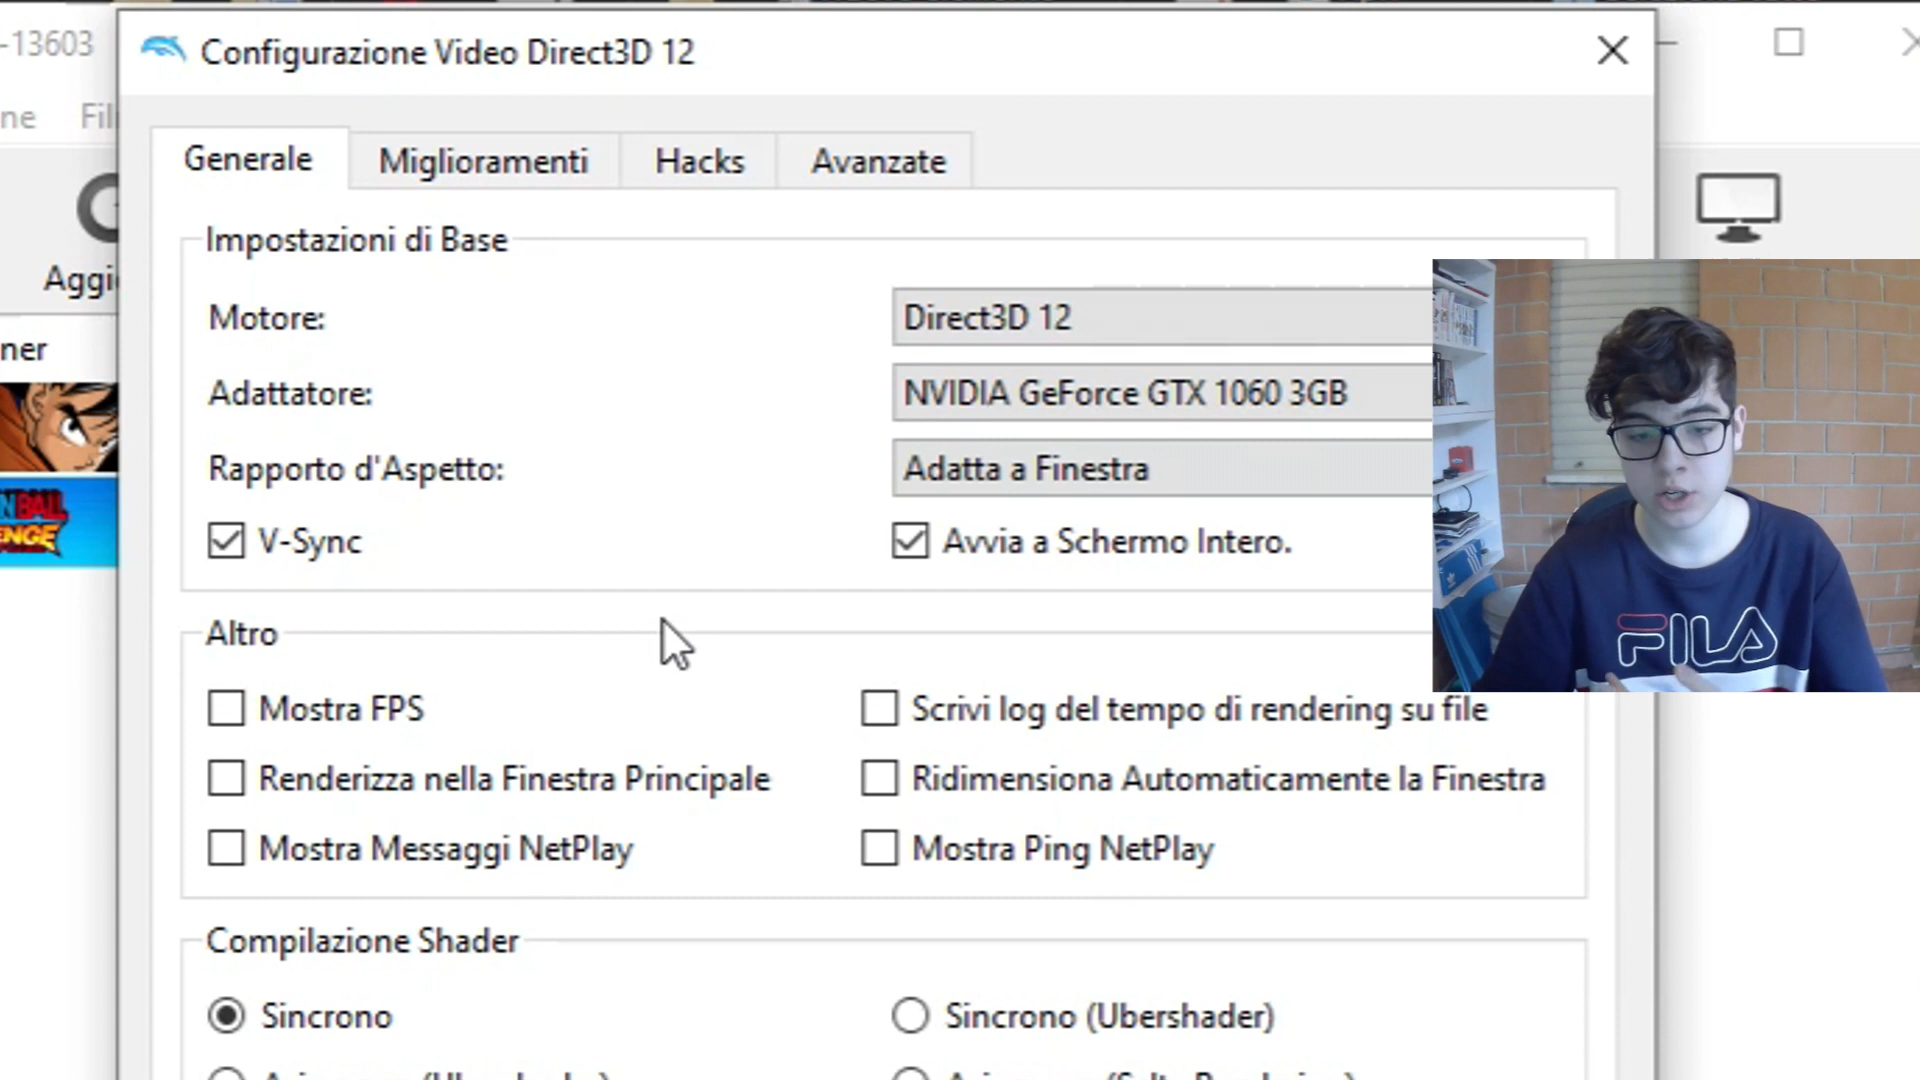 -13603
Configurazione Video Direct3D 12
ne Fil
Generale Miglioramenti Hacks Avanzate
Aggi
Impostazioni di Base
Motore: Direct3D 12
Adattatore: NVIDIA GeForce GTX 1060 3GB
ner
Rapporto d'Aspetto: Adatta a Finestra
V-Sync Avvia a Schermo Intero.
Altro
FILA
Mostra FPS Scrivi log del tempo di rendering su file
Renderizza nella Finestra Principale Ridimensiona Automaticamente la Finestra
Mostra Messaggi NetPlay Mostra Ping NetPlay
Compilazione Shader
Sincrono Sincrono (Ubershader)